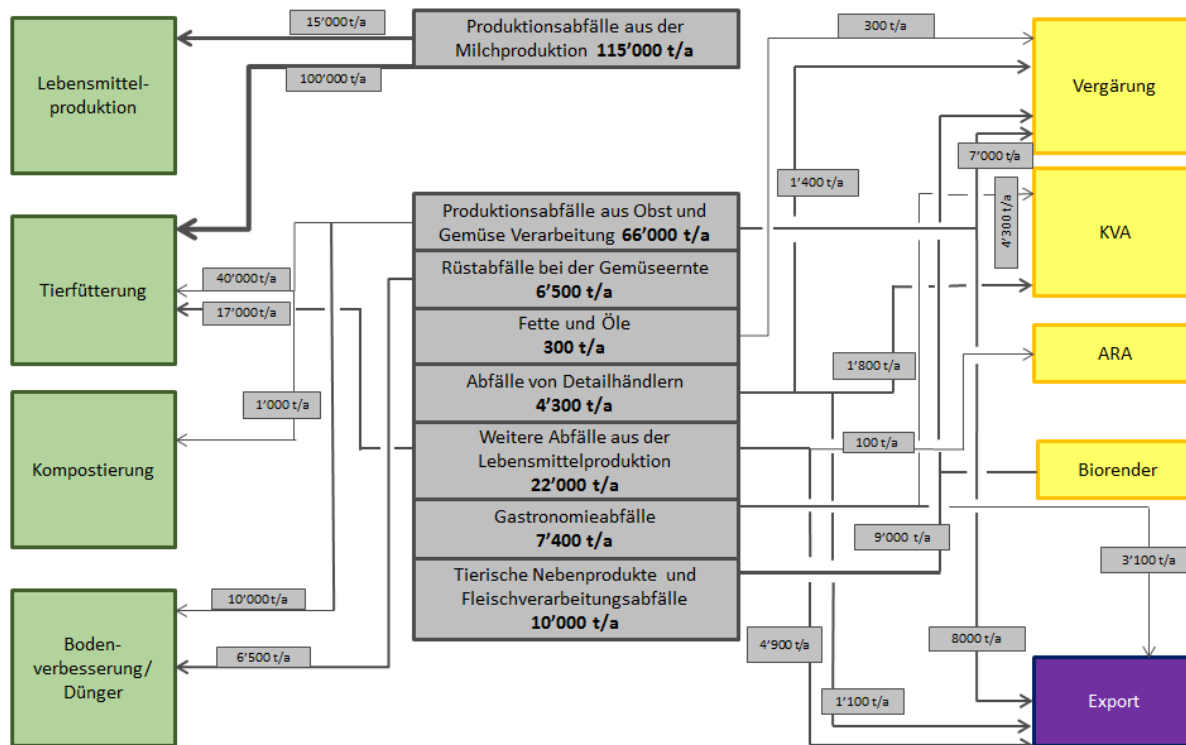 Lebensmittel-
produktion
Tierfütterung
Kompostierung
Boden-
verbesserung/
Dünger
15’000 t/a
100’000 t/a
40’000 t/a
17’000 t/a
1’000 t/a
10’000 t/a
6’500 t/a
Produktionsabfälle aus der
Milchproduktion 115’000 t/a
Produktionsabfälle aus Obst und
Gemüse Verarbeitung 66’000 t/a
Rüstabfälle bei der Gemüseernte
6’500 t/a
Fette und Öle
300 t/a
Abfälle von Detailhändlern
4’300 t/a
Weitere Abfälle aus der
Lebensmittelproduktion
22’000 t/a
Gastronomieabfälle
7’400 t/a
Tierische Nebenprodukte und
Fleischverarbeitungsabfälle
10’000 t/a
300 t/a
7’000 t/a
1’400 t/a
4’300 t/a
1’800 t/a
100 t/a
9’000 t/a
3’100 t/a
4’900 t/a
8000 t/a
1’100 t/a
Vergärung
KVA
ARA
Biorender
Export